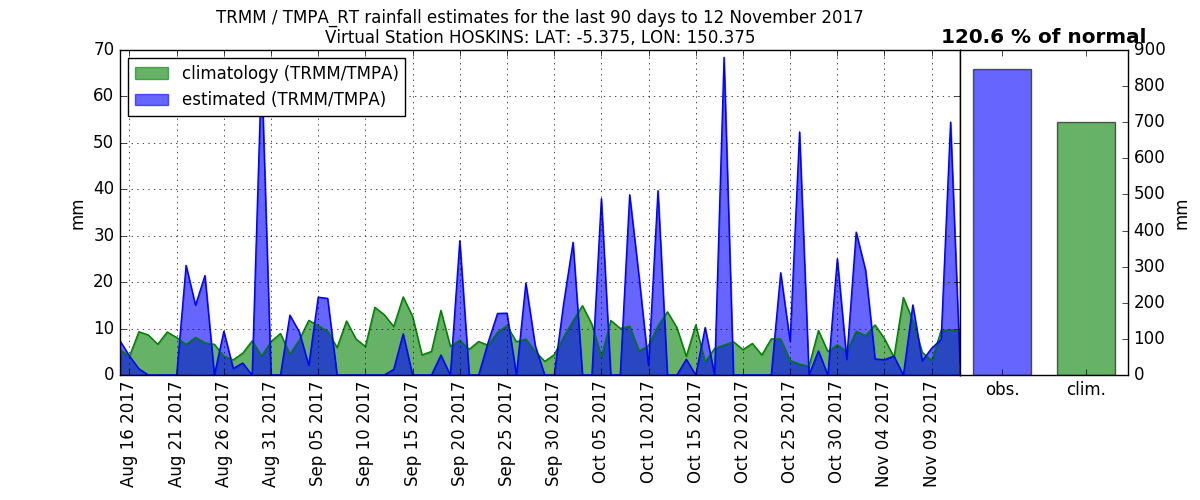 TRMM / TMPA_RT rainfall estimates for the last 90 days to 12 November 2017
Virtual Station HOSKINS: LAT: -5.375, LON: 150.375
120.6 % of normal
climatology (TRMM/TMPA)
estimated (TRMM/TMPA)
70
60
50
40
30
20
10
0
mm
Aug 16 2017
Aug 21 2017
Aug 26 2017
Aug 31 2017
Sep 05 2017
Sep 10 2017
Sep 15 2017
Sep 20 2017
Sep 25 2017
Sep 30 2017
Oct 05 2017
Oct 10 2017
Oct 15 2017
Oct 20 2017
Oct 25 2017
Oct 30 2017
Nov 04 2017
Nov 09 2017
obs.
clim.
900
800
700
600
500
400
300
200
100
0
mm